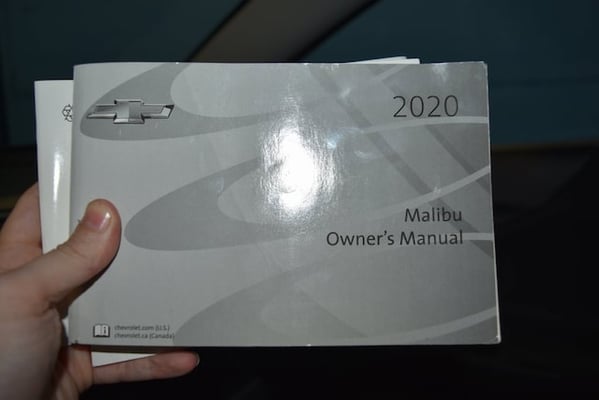 2020
Malibu
Owner's Manual
chevrolet.com (U.S.)
chevrolet.ca (Canada)